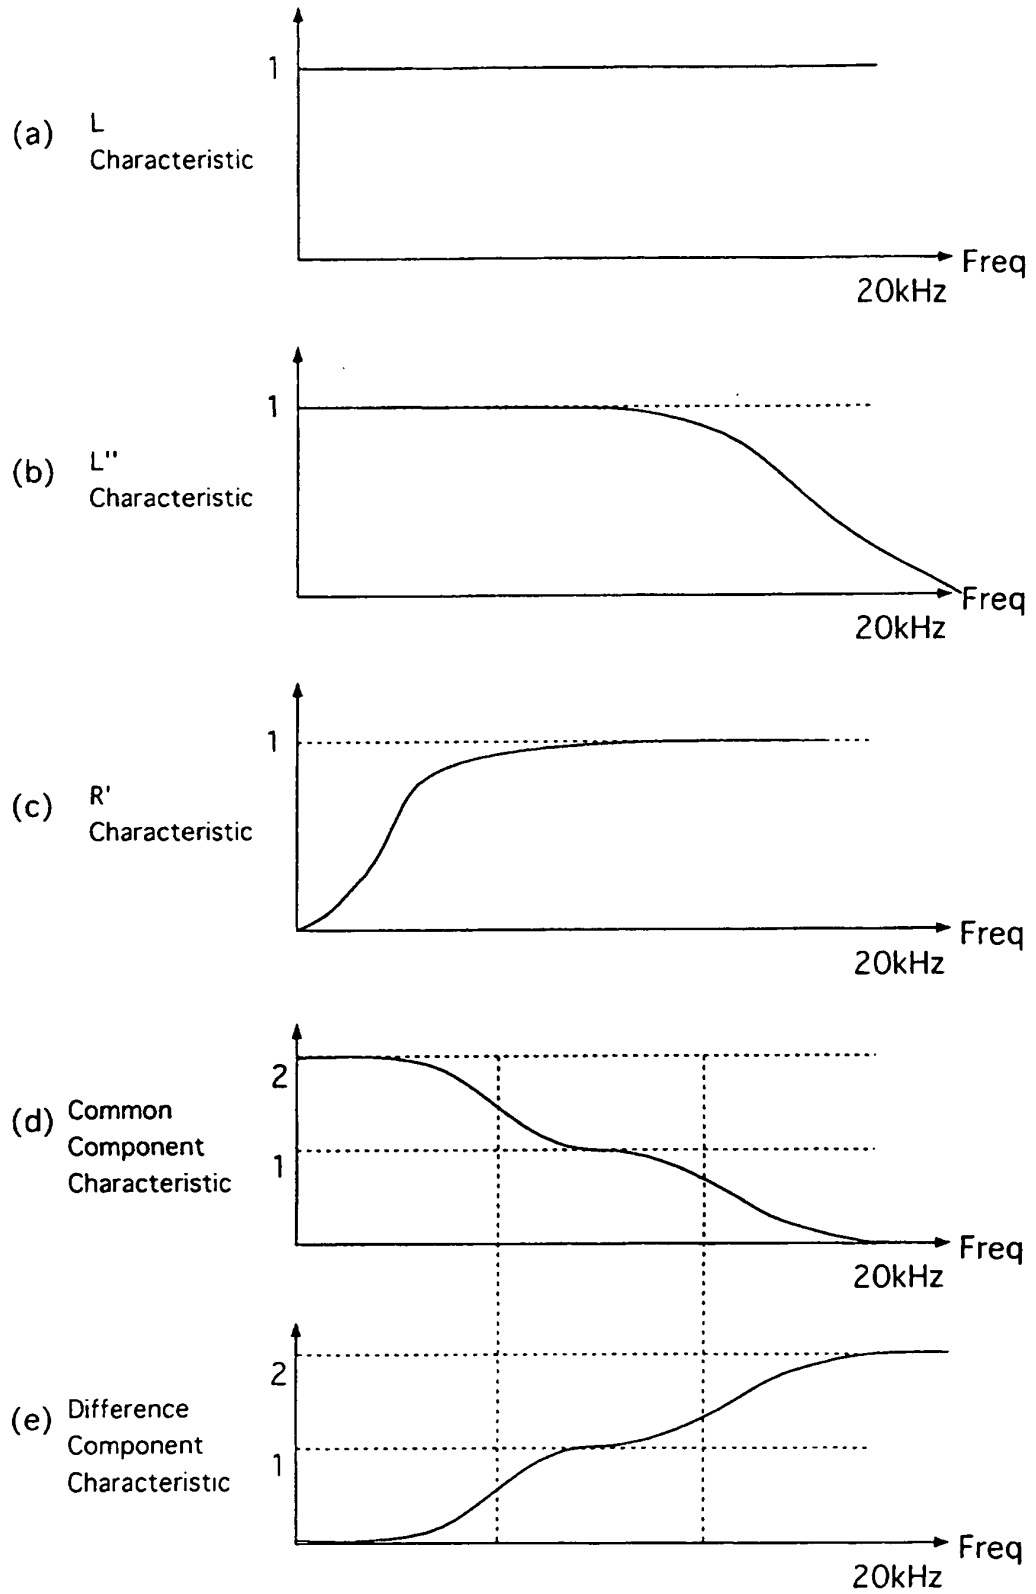 1
(a) L
Characteristic
Freq
20kHz
1
(b) L"
Characteristic
Freq
20kHz
1
(c) R'
Characteristic
Freq
20kHz
2
(d) Common
Component
1
Characteristic
Freq
20kHz
2
(e) Difference
Component
1
Characteristic
Freq
20kHz